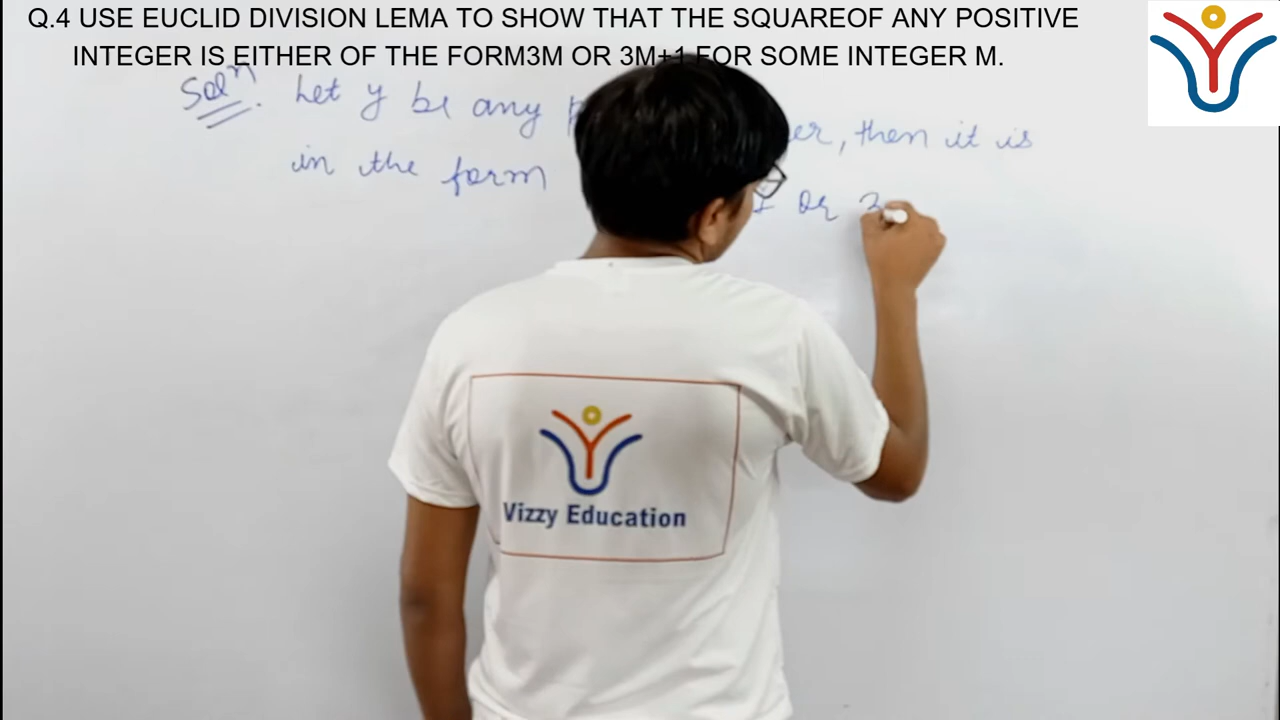 Q.4 USE EUCLID DIVISION LEMA TO SHOW THAT THE SQUAREOF ANY POSITIVE
INTEGER IS EITHER OF THE FORM3M OR 3M+1 FOR SOME INTEGER M.
Solⁿ. Let y be any er, then it is
in the form or 3
Vizzy Education